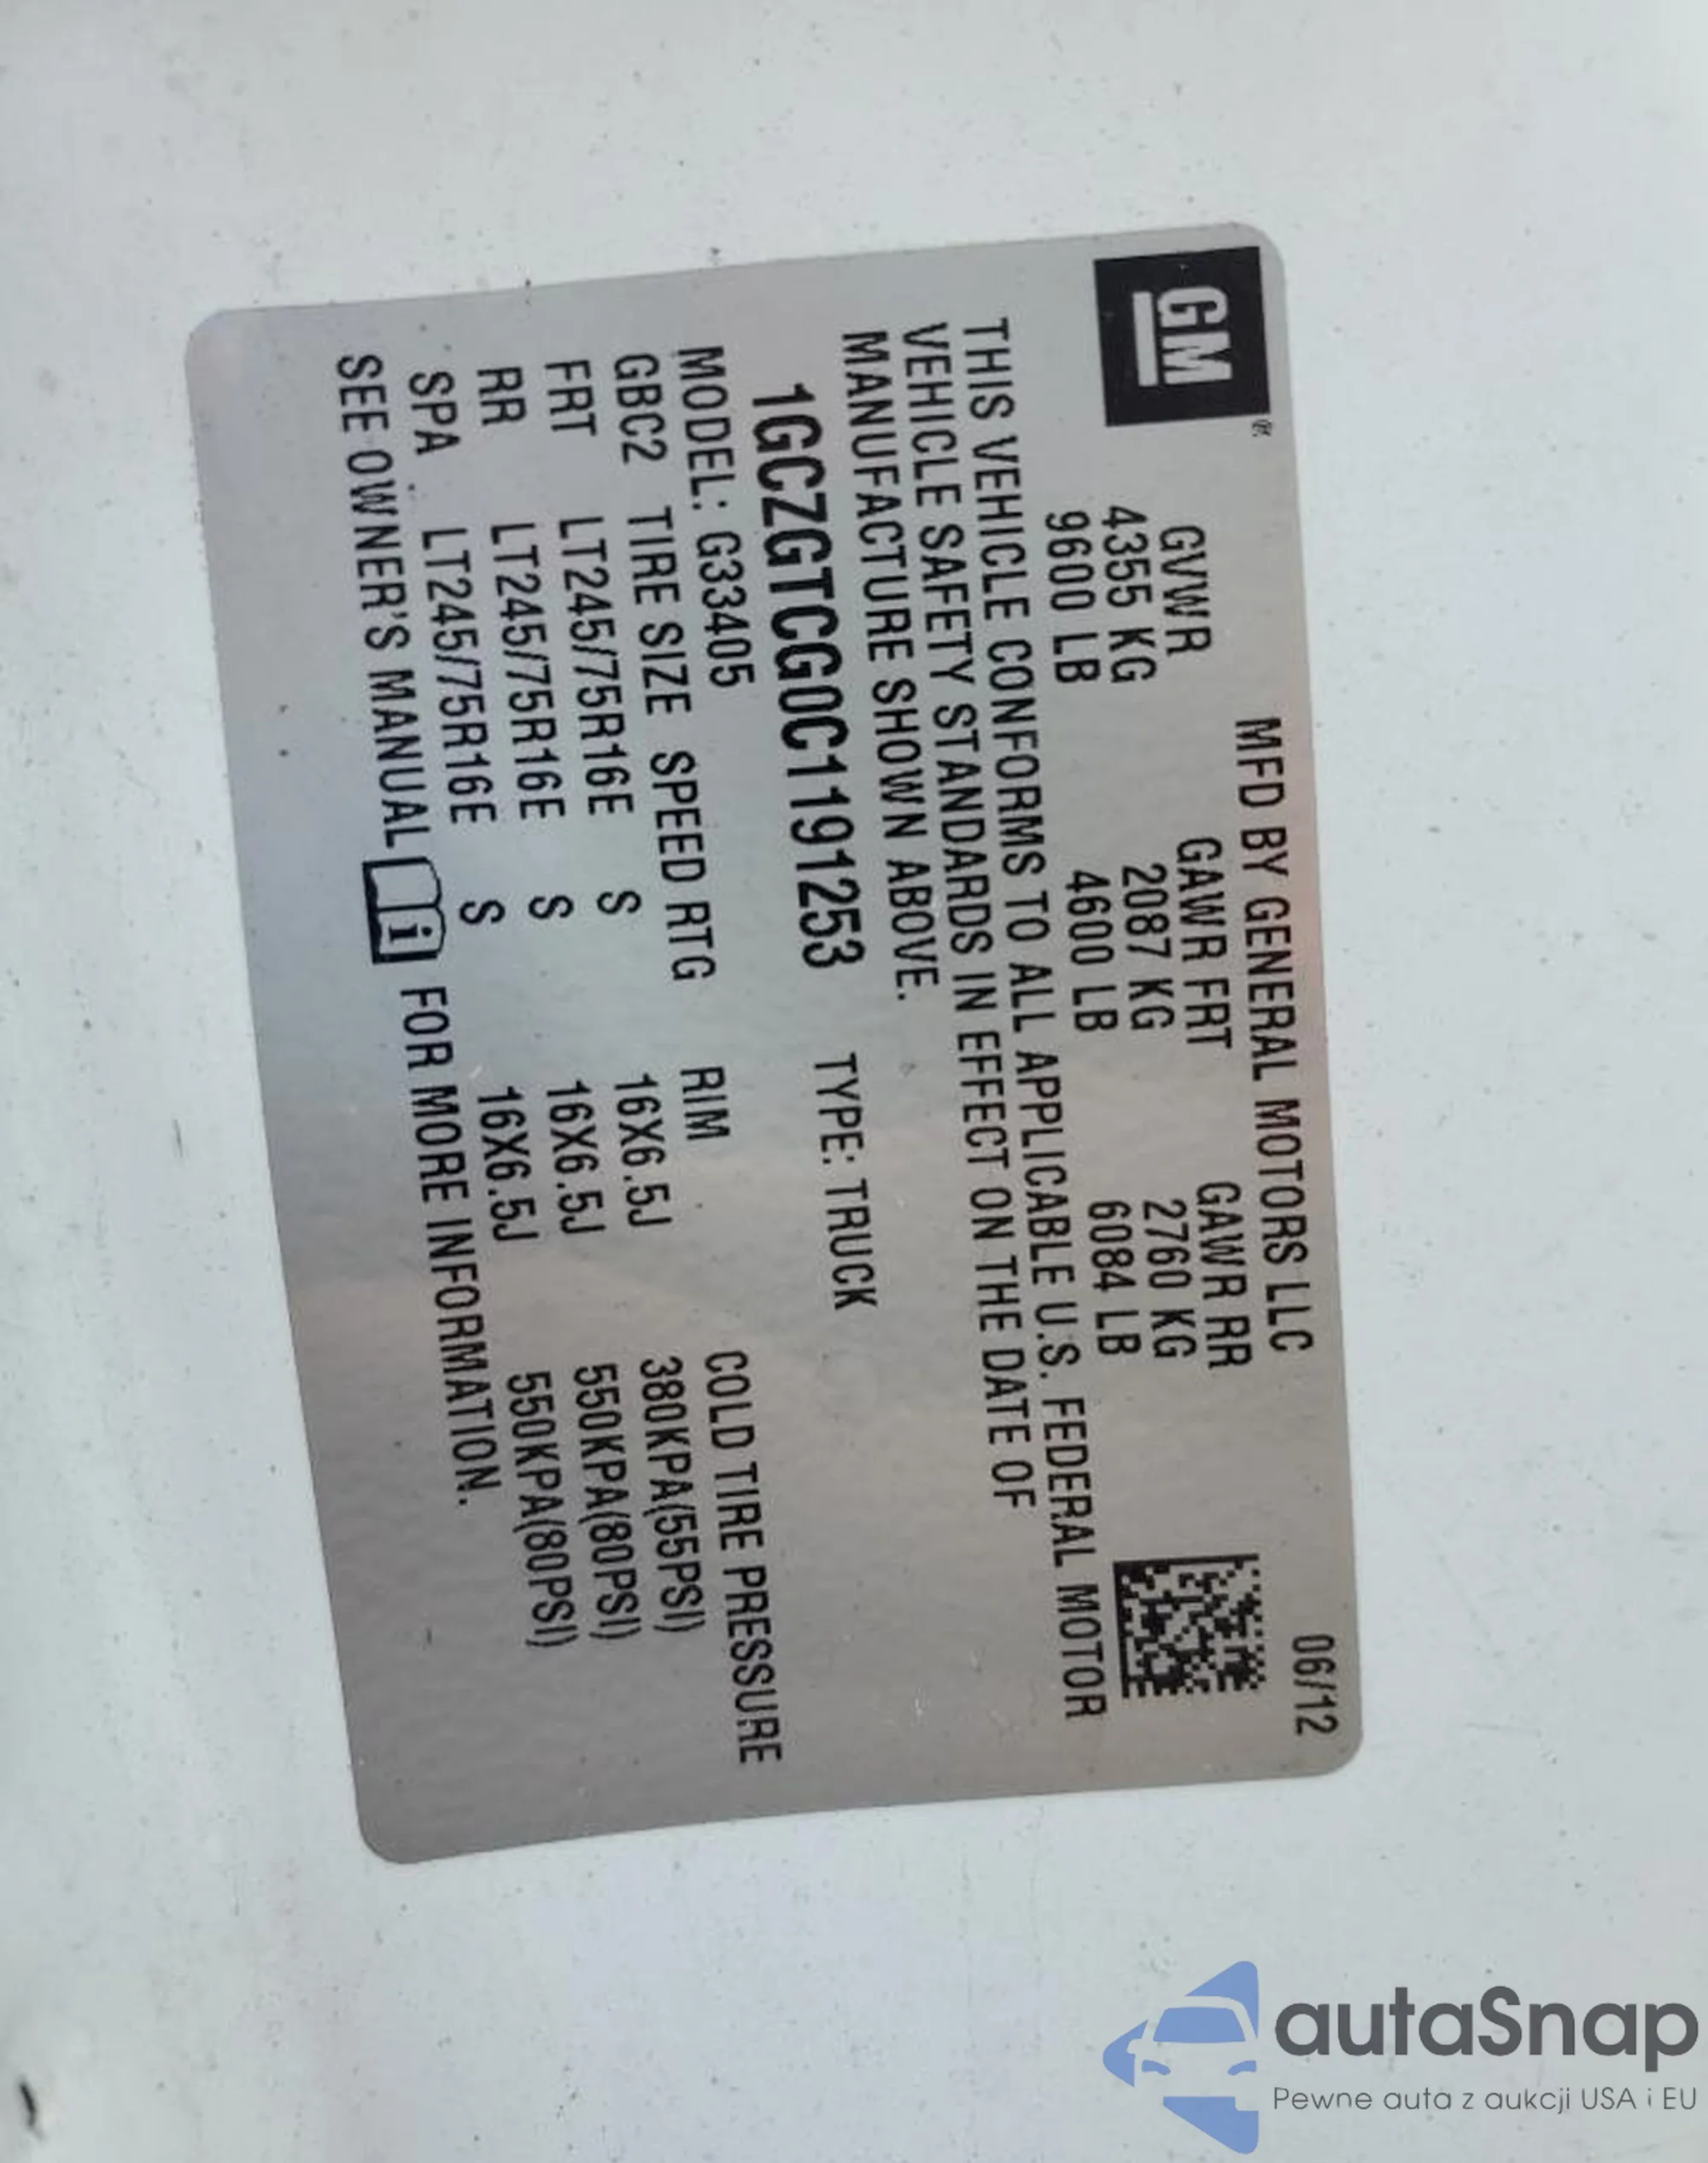 GM®
MFD BY GENERAL MOTORS LLC 06/12
GVWR GAWR FRT GAWR RR
4355 KG 2087 KG 2760 KG
9600 LB 4600 LB 6084 LB
THIS VEHICLE CONFORMS TO ALL APPLICABLE U.S. FEDERAL MOTOR
VEHICLE SAFETY STANDARDS IN EFFECT ON THE DATE OF
MANUFACTURE SHOWN ABOVE.
1GCZGTCG0C1191253 TYPE: TRUCK
MODEL: G33405
GBC2 TIRE SIZE SPEED RTG RIM COLD TIRE PRESSURE
FRT LT245/75R16E S 16X6.5J 380KPA(55PSI)
RR LT245/75R16E S 16X6.5J 550KPA(80PSI)
SPA LT245/75R16E S 16X6.5J 550KPA(80PSI)
SEE OWNER'S MANUAL i FOR MORE INFORMATION.
autaSnap
Pewne auta z aukcji USA i EU